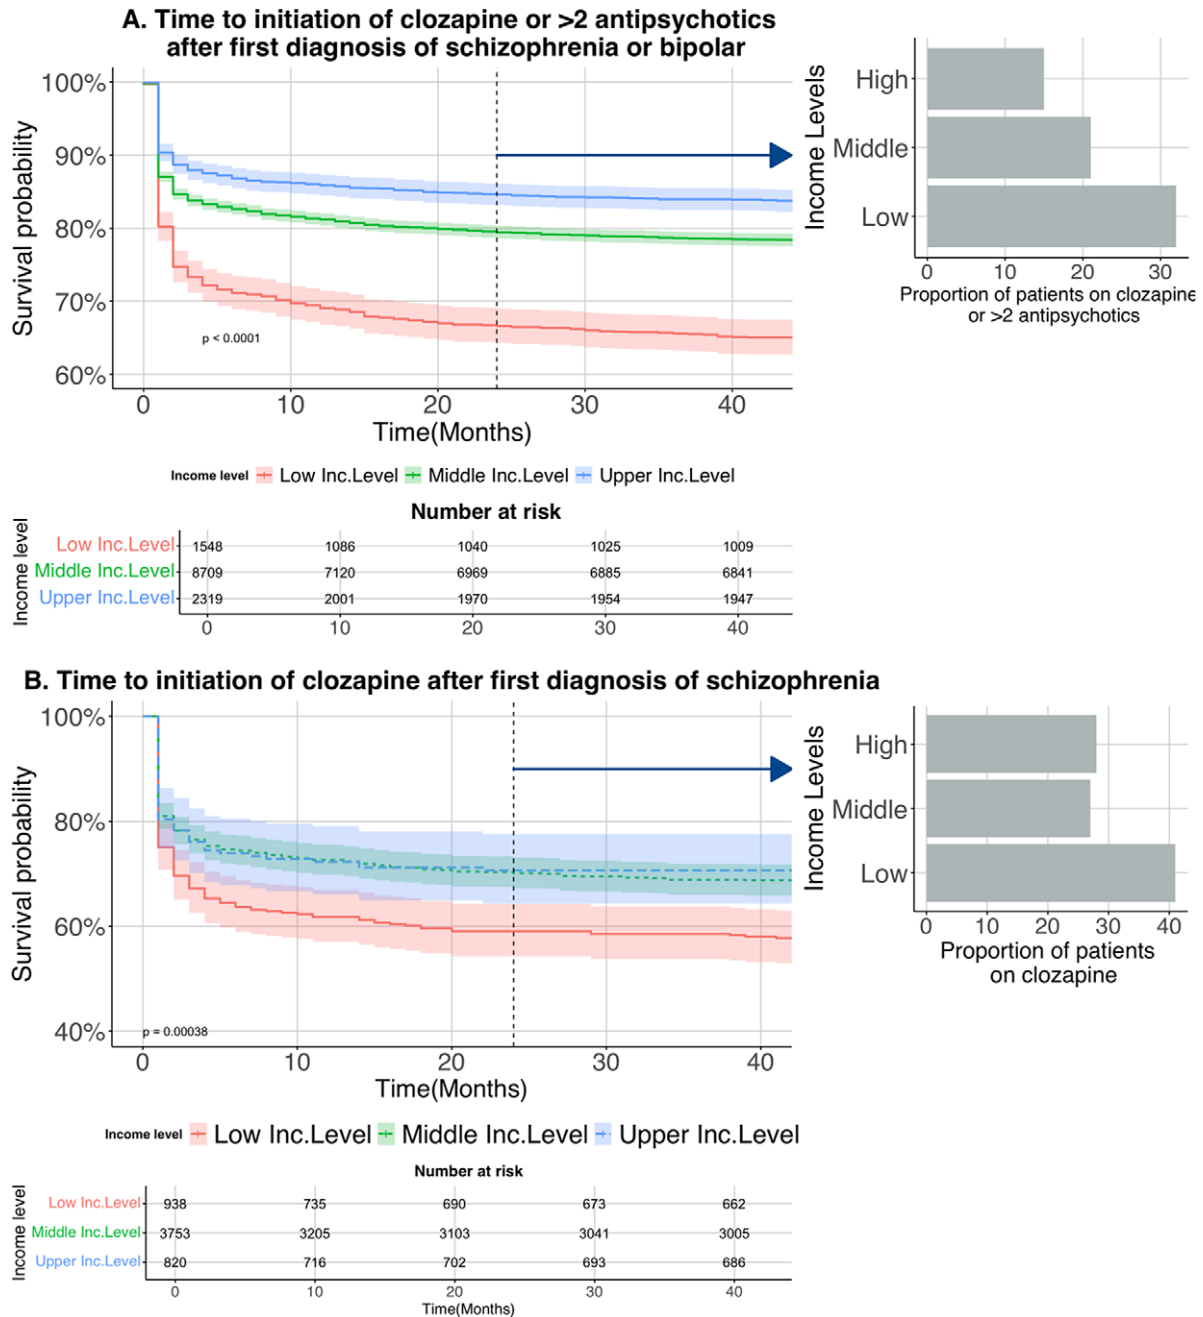 A. Time to initiation of clozapine or >2 antipsychotics
after first diagnosis of schizophrenia or bipolar
100%
90%
80%
70%
60%
Survival probability
p < 0.0001
0 10 20 30 40
Time(Months)
Income Levels
High
Middle
Low
0 10 20 30
Proportion of patients on clozapine
or >2 antipsychotics
Income level Low Inc.Level Middle Inc.Level Upper Inc.Level
Number at risk
Income level
Low Inc.Level 1548 1086 1040 1025 1009
Middle Inc.Level 8709 7120 6969 6885 6841
Upper Inc.Level 2319 2001 1970 1954 1947
0 10 20 30 40
B. Time to initiation of clozapine after first diagnosis of schizophrenia
100%
80%
60%
40%
Survival probability
p = 0.00038
0 10 20 30 40
Time(Months)
Income Levels
High
Middle
Low
0 10 20 30 40
Proportion of patients
on clozapine
Income level Low Inc.Level Middle Inc.Level Upper Inc.Level
Number at risk
Income level
Low Inc.Level 938 735 690 673 662
Middle Inc.Level 3753 3205 3103 3041 3005
Upper Inc.Level 820 716 702 693 686
0 10 20 30 40
Time(Months)